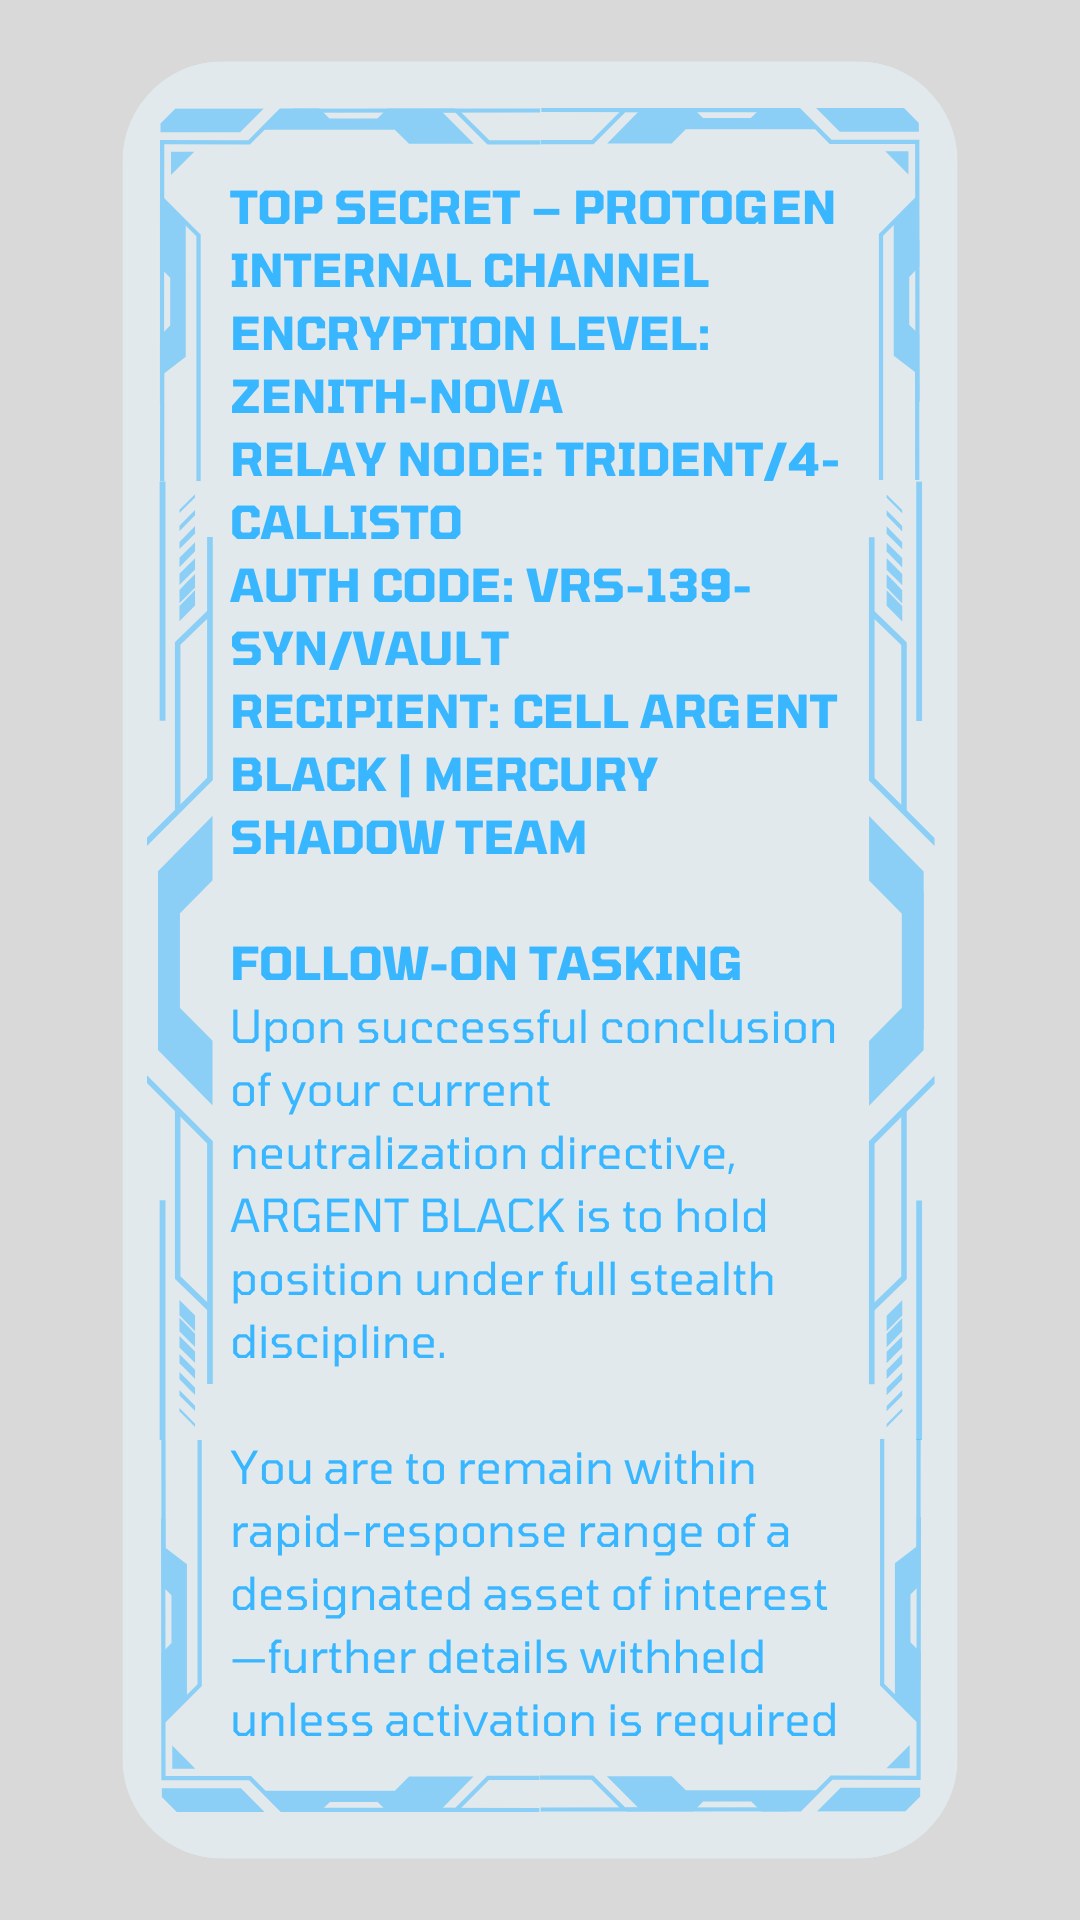 TOP SECRET – PROTOGEN
INTERNAL CHANNEL
ENCRYPTION LEVEL:
ZENITH-NOVA
RELAY NODE: TRIDENT/4-
CALLISTO
AUTH CODE: VRS-139-
SYN/VAULT
RECIPIENT: CELL ARGENT
BLACK | MERCURY
SHADOW TEAM
FOLLOW-ON TASKING
Upon successful conclusion
of your current
neutralization directive,
ARGENT BLACK is to hold
position under full stealth
discipline.
You are to remain within
rapid-response range of a
designated asset of interest
—further details withheld
unless activation is required